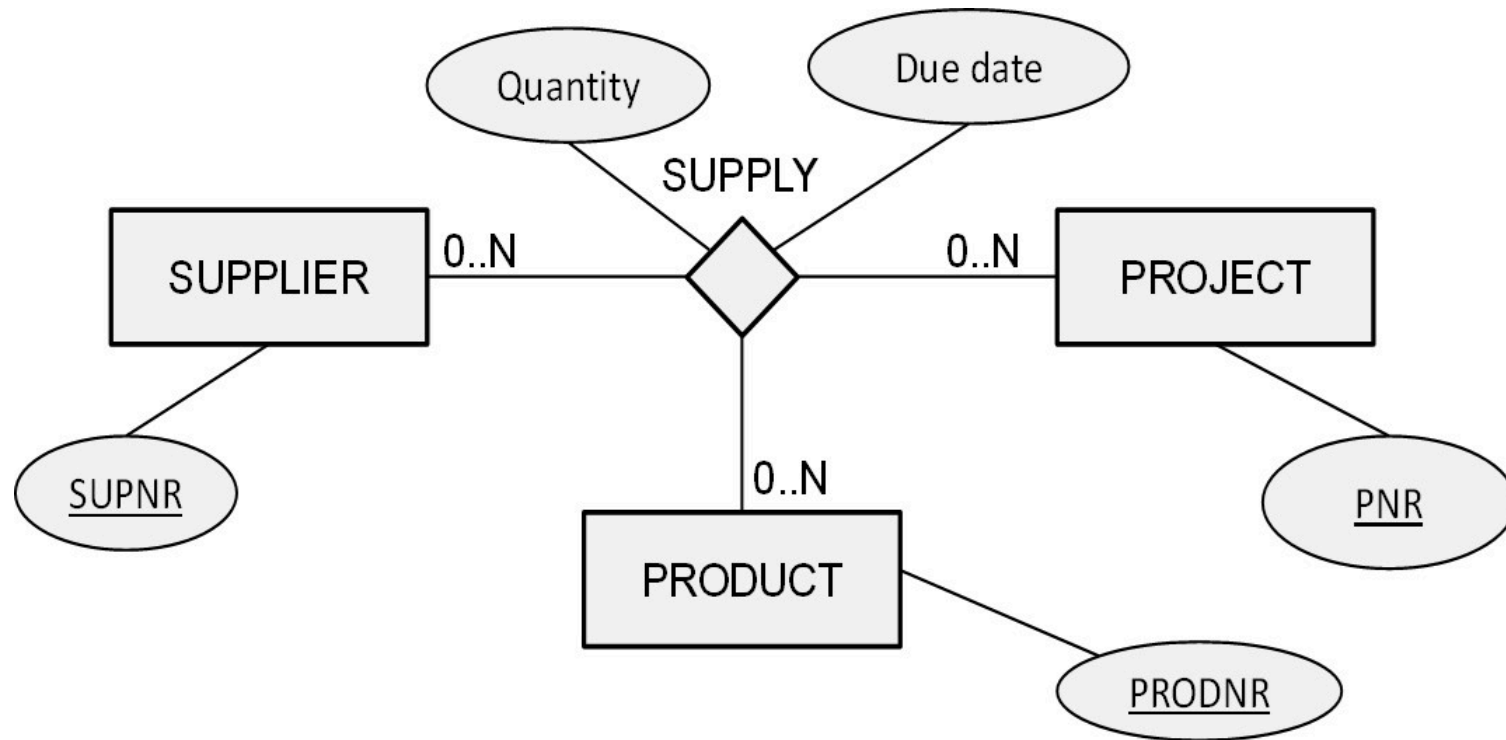 Quantity
Due date
SUPPLY
SUPPLIER
0..N
0..N
PROJECT
SUPNR
0..N
PNR
PRODUCT
PRODNR